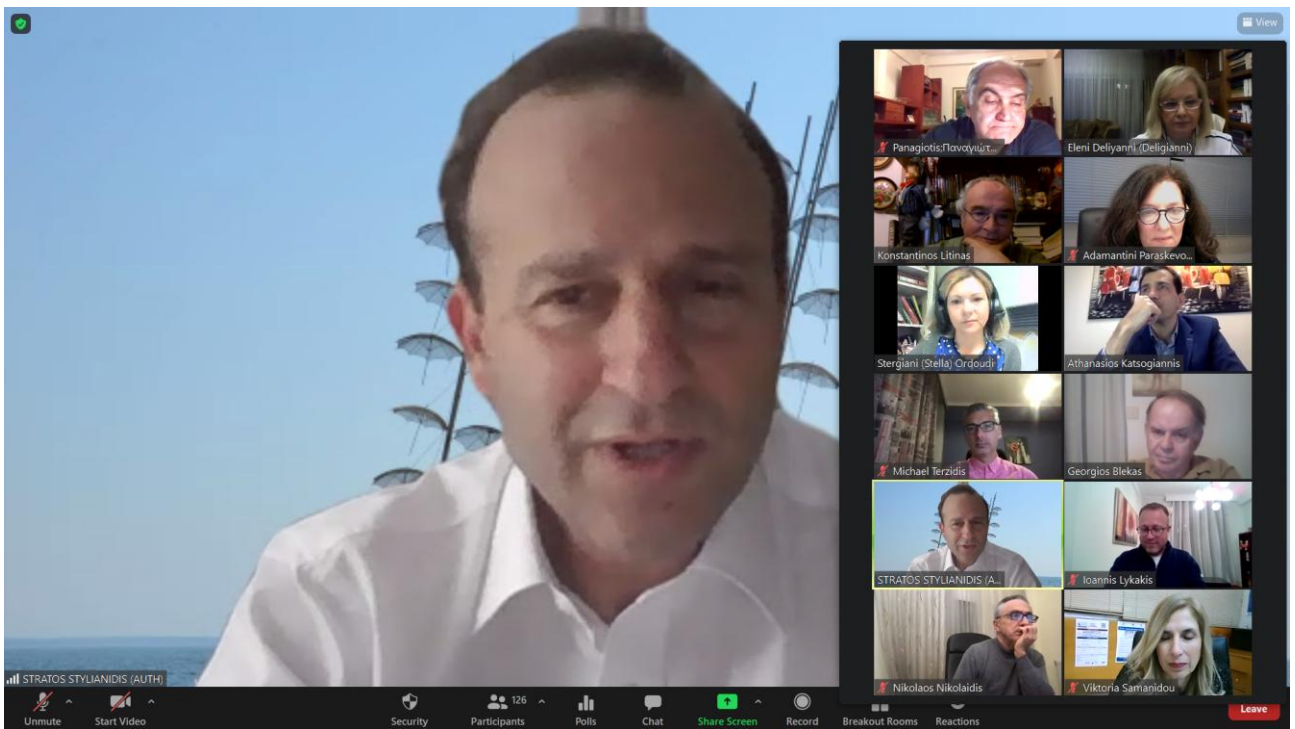 View
Panagiotis;Παναγιώτ...
Eleni Deliyanni (Deligianni)
Konstantinos Litinas
Adamantini Paraskevo...
Stergiani (Stella) Ordoudi
Athanasios Katsogiannis
Michael Terzidis
Georgios Blekas
STRATOS STYLIANIDIS (A...
Ioannis Lykakis
Nikolaos Nikolaidis
Viktoria Samanidou
STRATOS STYLIANIDIS (AUTH)
126
Unmute
Start Video
Security
Participants
Polls
Chat
Share Screen
Record
Breakout Rooms
Reactions
Leave